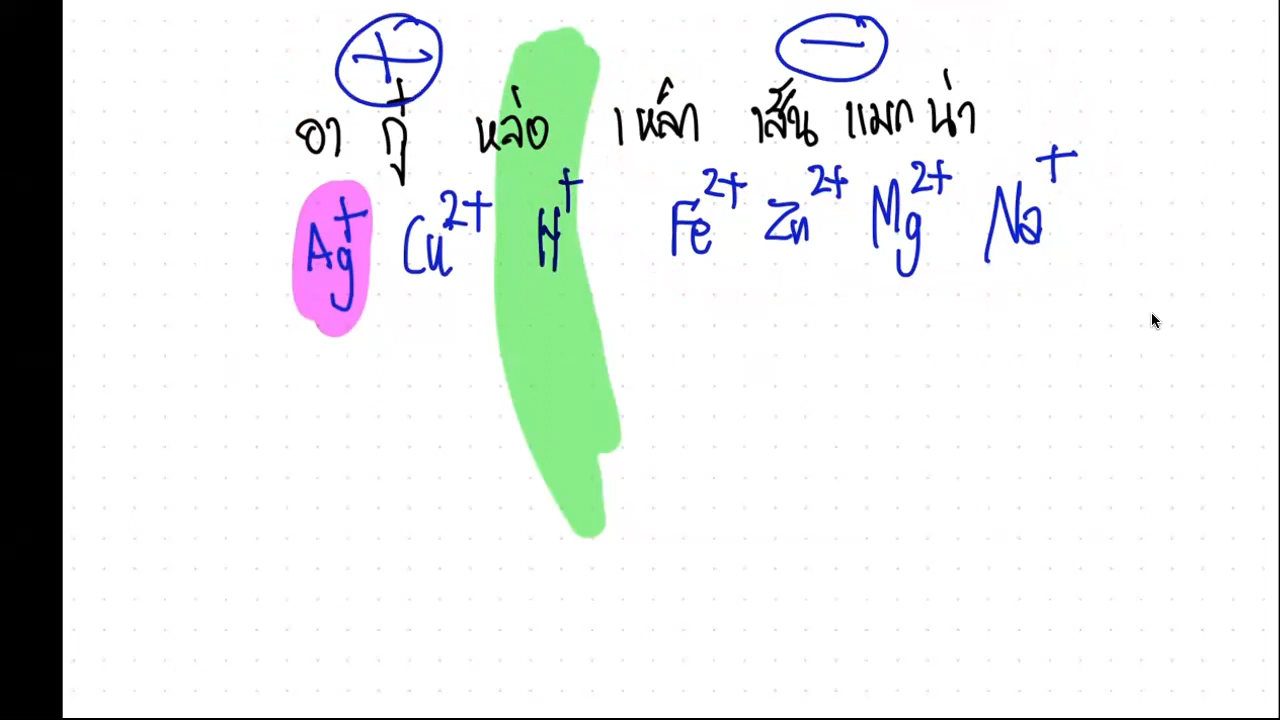 + −
อา กู่ หล่อ เหล็ก เส้น แมก น่า
Ag⁺ Cu²⁺ H⁺ Fe²⁺ Zn²⁺ Mg²⁺ Na⁺